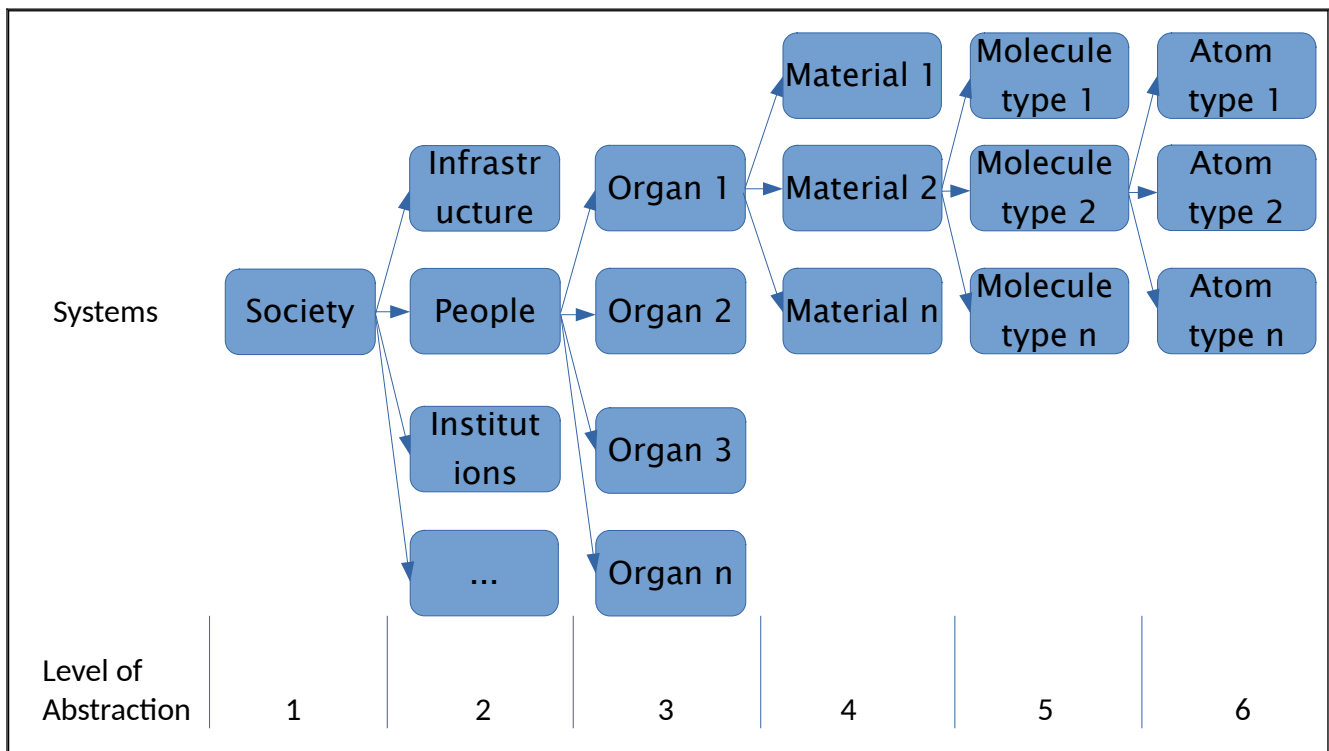 Material 1
Molecule
type 1
Atom
type 1
Infrastr
ucture
Organ 1
Material 2
Molecule
type 2
Atom
type 2
Systems
Society
People
Organ 2
Material n
Molecule
type n
Atom
type n
Institut
ions
Organ 3
...
Organ n
Level of
Abstraction
1
2
3
4
5
6